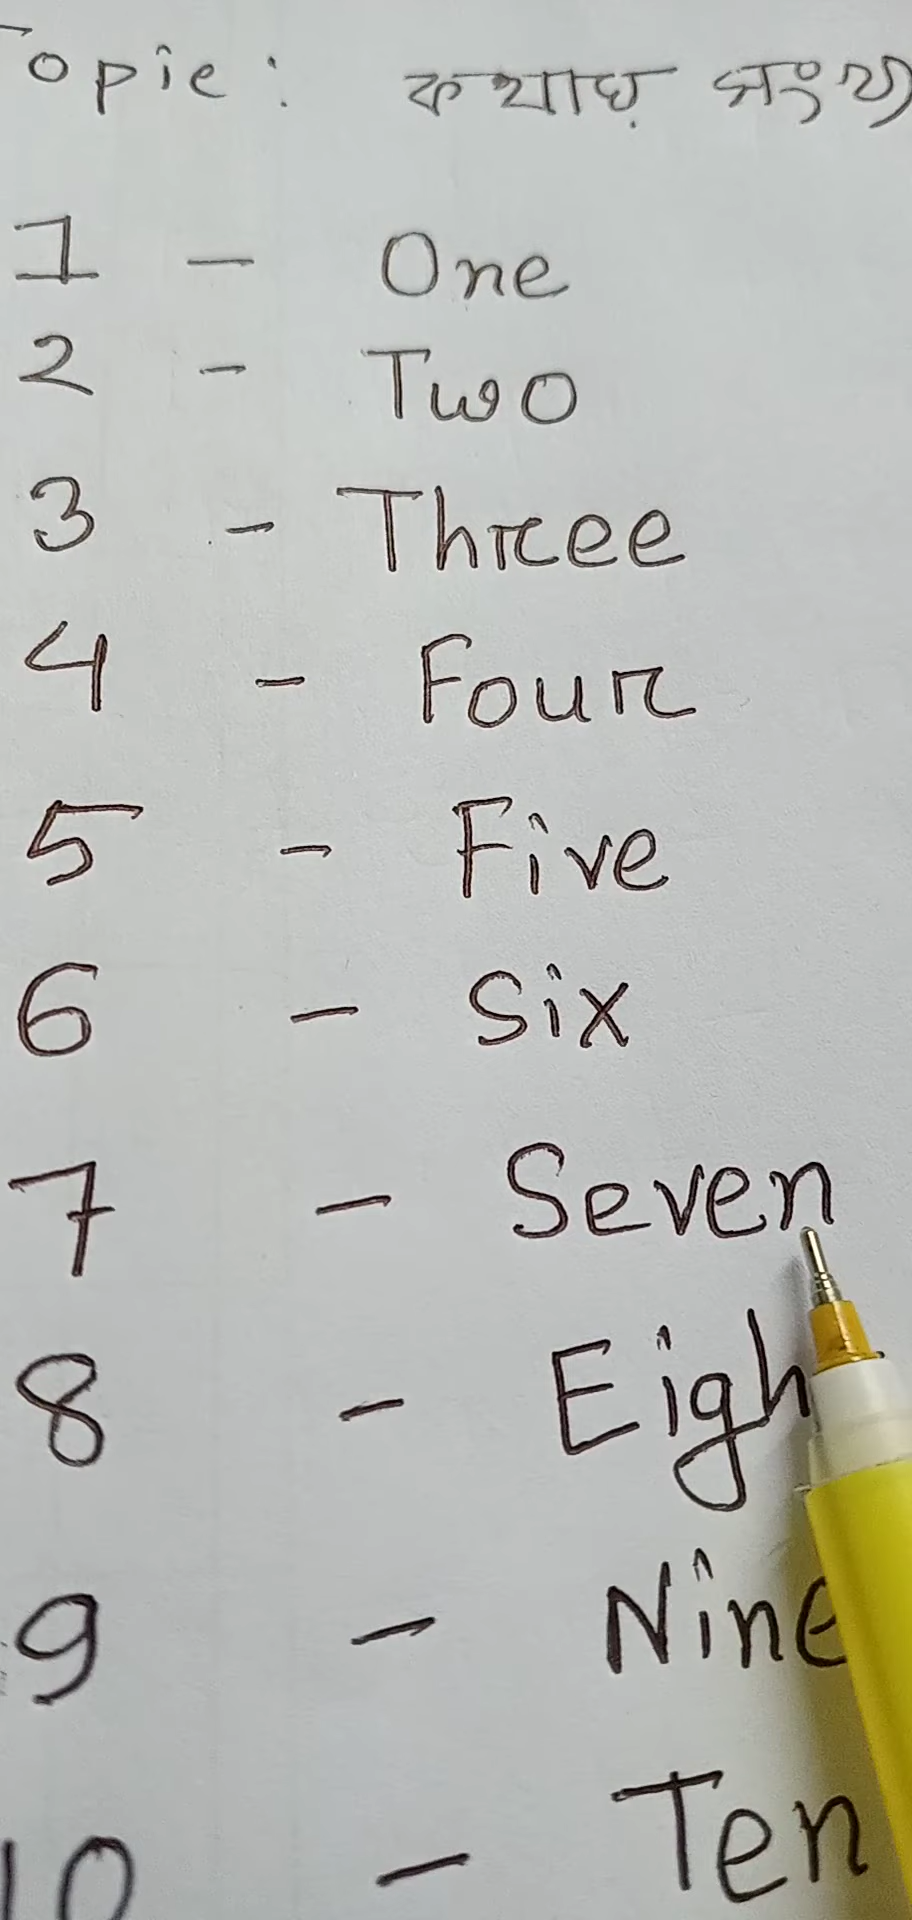 Topic: কথায় সংখ্যা
1 - One
2 - Two
3 - Three
4 - Four
5 - Five
6 - Six
7 - Seven
8 - Eigh
9 - Nine
10 - Ten